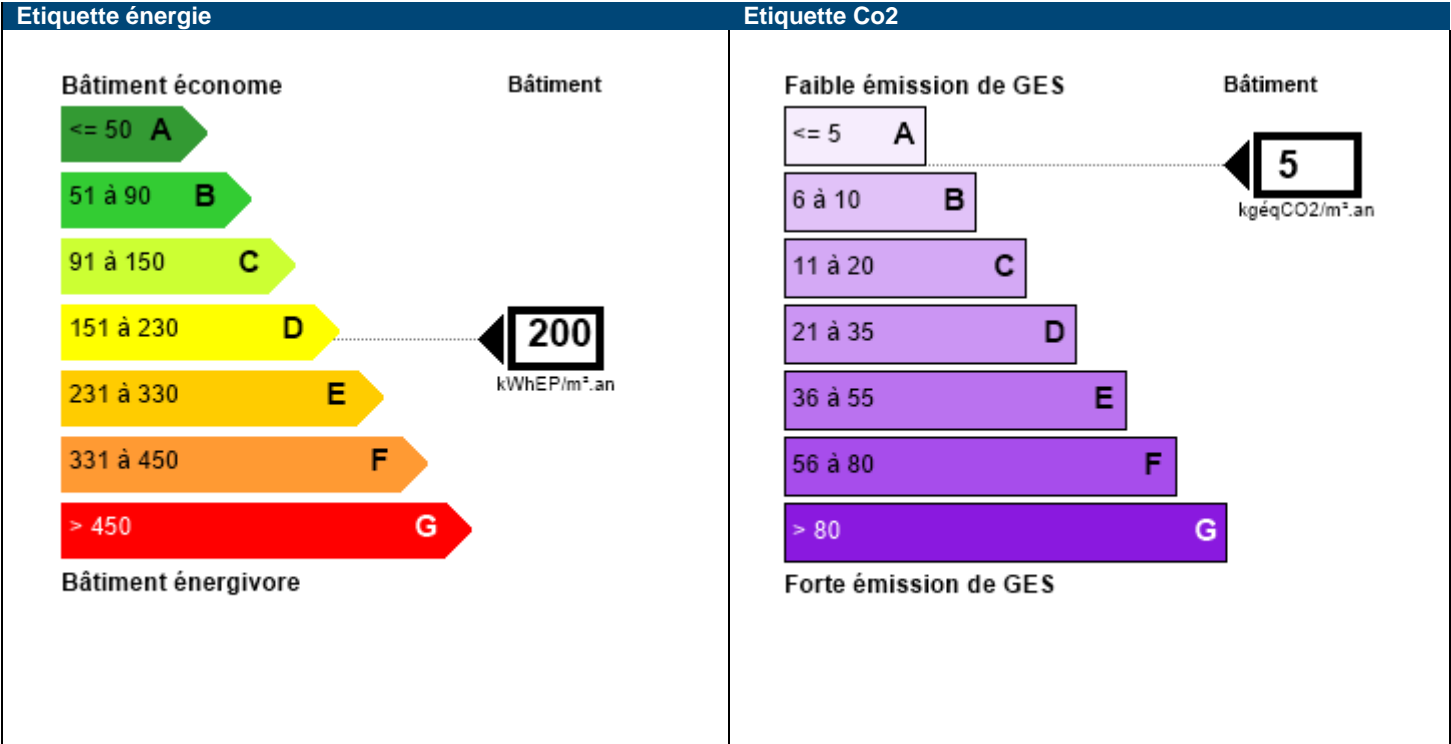 Etiquette énergie
Bâtiment économe
Bâtiment
<= 50 A
51 à 90 B
91 à 150 C
151 à 230 D
200
kWhEP/m².an
231 à 330 E
331 à 450 F
> 450 G
Bâtiment énergivore
Etiquette Co2
Faible émission de GES
Bâtiment
<= 5 A
5
kgéqCO2/m².an
6 à 10 B
11 à 20 C
21 à 35 D
36 à 55 E
56 à 80 F
> 80 G
Forte émission de GES